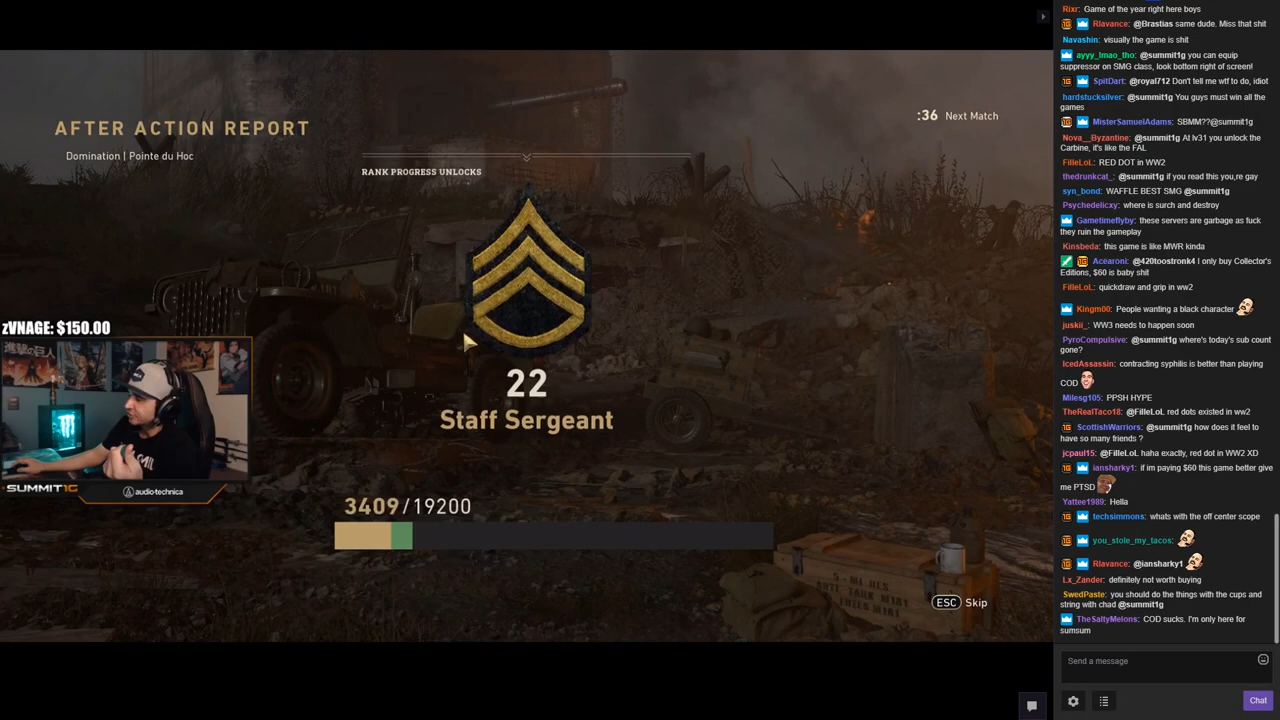 AFTER ACTION REPORT
Domination | Pointe du Hoc
:36 Next Match
RANK PROGRESS UNLOCKS
22
Staff Sergeant
3409/19200
ESC Skip
zVNAGE: $150.00
SUMMIT1G
audio-technica
Rixr: Game of the year right here boys
Rlavance: @Brastias same dude. Miss that shit
Navashin: visually the game is shit
ayyy_lmao_tho: @summit1g you can equip
suppressor on SMG class, look bottom right of screen!
SpitDart: @royal712 Don't tell me wtf to do, idiot
hardstucksilver: @summit1g You guys must win all the
games
MisterSamuelAdams: SBMM??@summit1g
Nova__Byzantine: @summit1g At lv31 you unlock the
Carbine, it's like the FAL
FilleLoL: RED DOT in WW2
thedrunkcat_: @summit1g if you read this you,re gay
syn_bond: WAFFLE BEST SMG @summit1g
Psychedelicxy: where is surch and destroy
Gametimeflyby: these servers are garbage as fuck
they ruin the gameplay
Kinsbeda: this game is like MWR kinda
Acearoni: @420toostronk4 I only buy Collector's
Editions, $60 is baby shit
FilleLoL: quickdraw and grip in ww2
Kingm00: People wanting a black character
juskii_: WW3 needs to happen soon
PyroCompulsive: @summit1g where's today's sub count
gone?
IcedAssassin: contracting syphilis is better than playing
COD
Milesg105: PPSH HYPE
TheRealTaco18: @FilleLoL red dots existed in ww2
ScottishWarriors: @summit1g how does it feel to
have so many friends ?
jcpaul15: @FilleLoL haha exactly, red dot in WW2 XD
iansharky1: if im paying $60 this game better give
me PTSD
Yattee1989: Hella
techsimmons: whats with the off center scope
you_stole_my_tacos:
Rlavance: @iansharky1
Lx_Zander: definitely not worth buying
SwedPaste: you should do the things with the cups and
string with chad @summit1g
TheSaltyMelons: COD sucks. I'm only here for
sumsum
Send a message
Chat